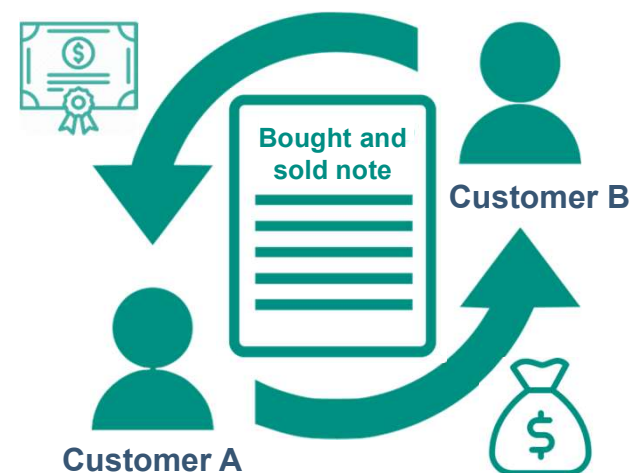 $
Bought and
sold note
Customer B
Customer A
$